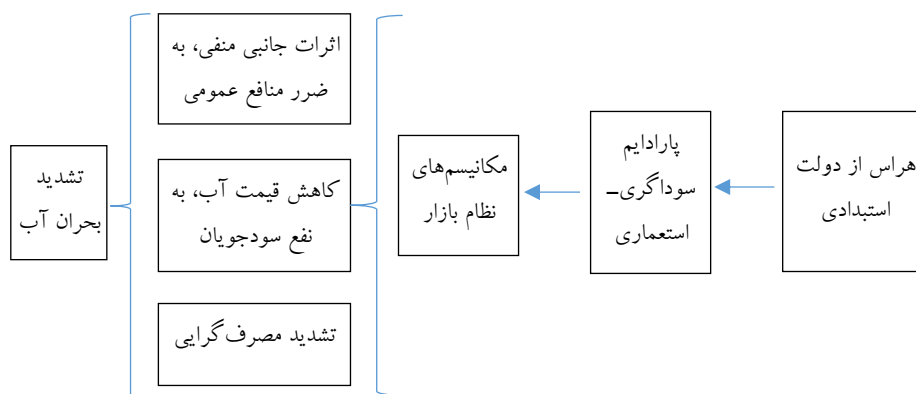 هراس از دولت
استبدادی
پارادایم
سوداگری–
استعماری
مکانیسم‌های
نظام بازار
اثرات جانبی منفی، به
ضرر منافع عمومی
کاهش قیمت آب، به
نفع سودجویان
تشدید مصرف‌گرایی
تشدید
بحران آب